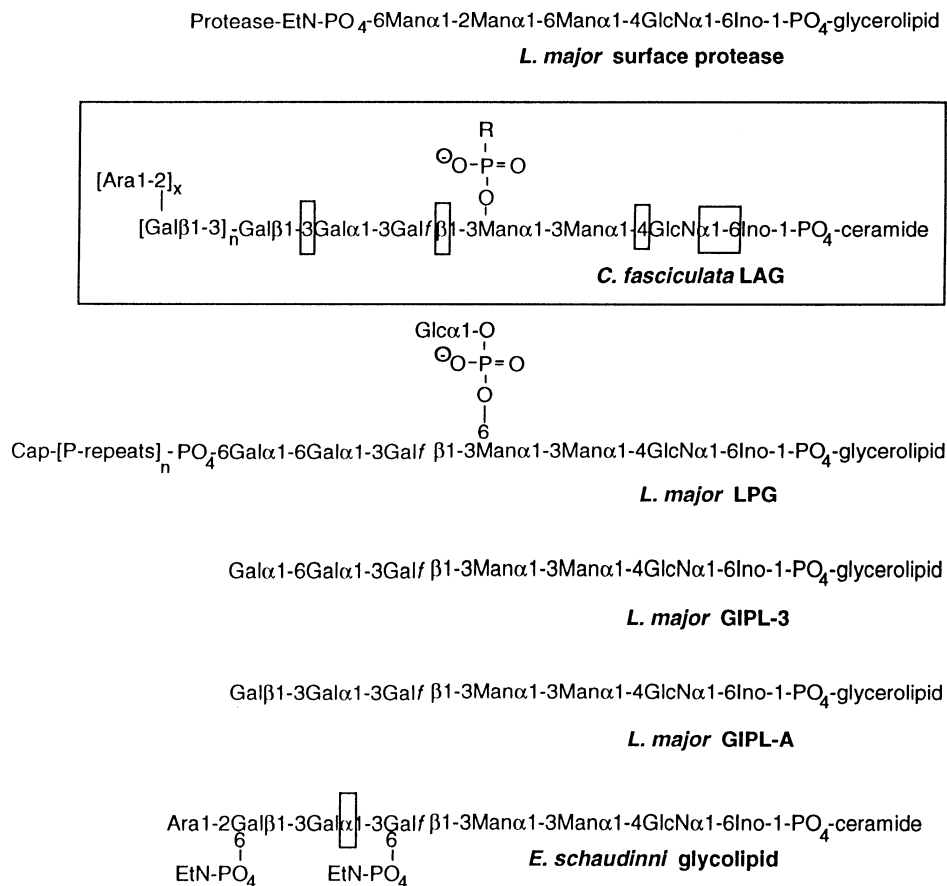 Protease-EtN-PO4-6Manα1-2Manα1-6Manα1-4GlcNα1-6Ino-1-PO4-glycerolipid
L. major surface protease
R
⊖O-P=O
O
[Ara1-2]x
[Galβ1-3]n-Galβ1-3Galα1-3Galfβ1-3Manα1-3Manα1-4GlcNα1-6Ino-1-PO4-ceramide
C. fasciculata LAG
Glcα1-O
⊖O-P=O
O
6
Cap-[P-repeats]n-PO4-6Galα1-6Galα1-3Galf β1-3Manα1-3Manα1-4GlcNα1-6Ino-1-PO4-glycerolipid
L. major LPG
Galα1-6Galα1-3Galf β1-3Manα1-3Manα1-4GlcNα1-6Ino-1-PO4-glycerolipid
L. major GIPL-3
Galβ1-3Galα1-3Galf β1-3Manα1-3Manα1-4GlcNα1-6Ino-1-PO4-glycerolipid
L. major GIPL-A
Ara1-2Galβ1-3Galα1-3Galf β1-3Manα1-3Manα1-4GlcNα1-6Ino-1-PO4-ceramide
6 6
EtN-PO4 EtN-PO4
E. schaudinni glycolipid